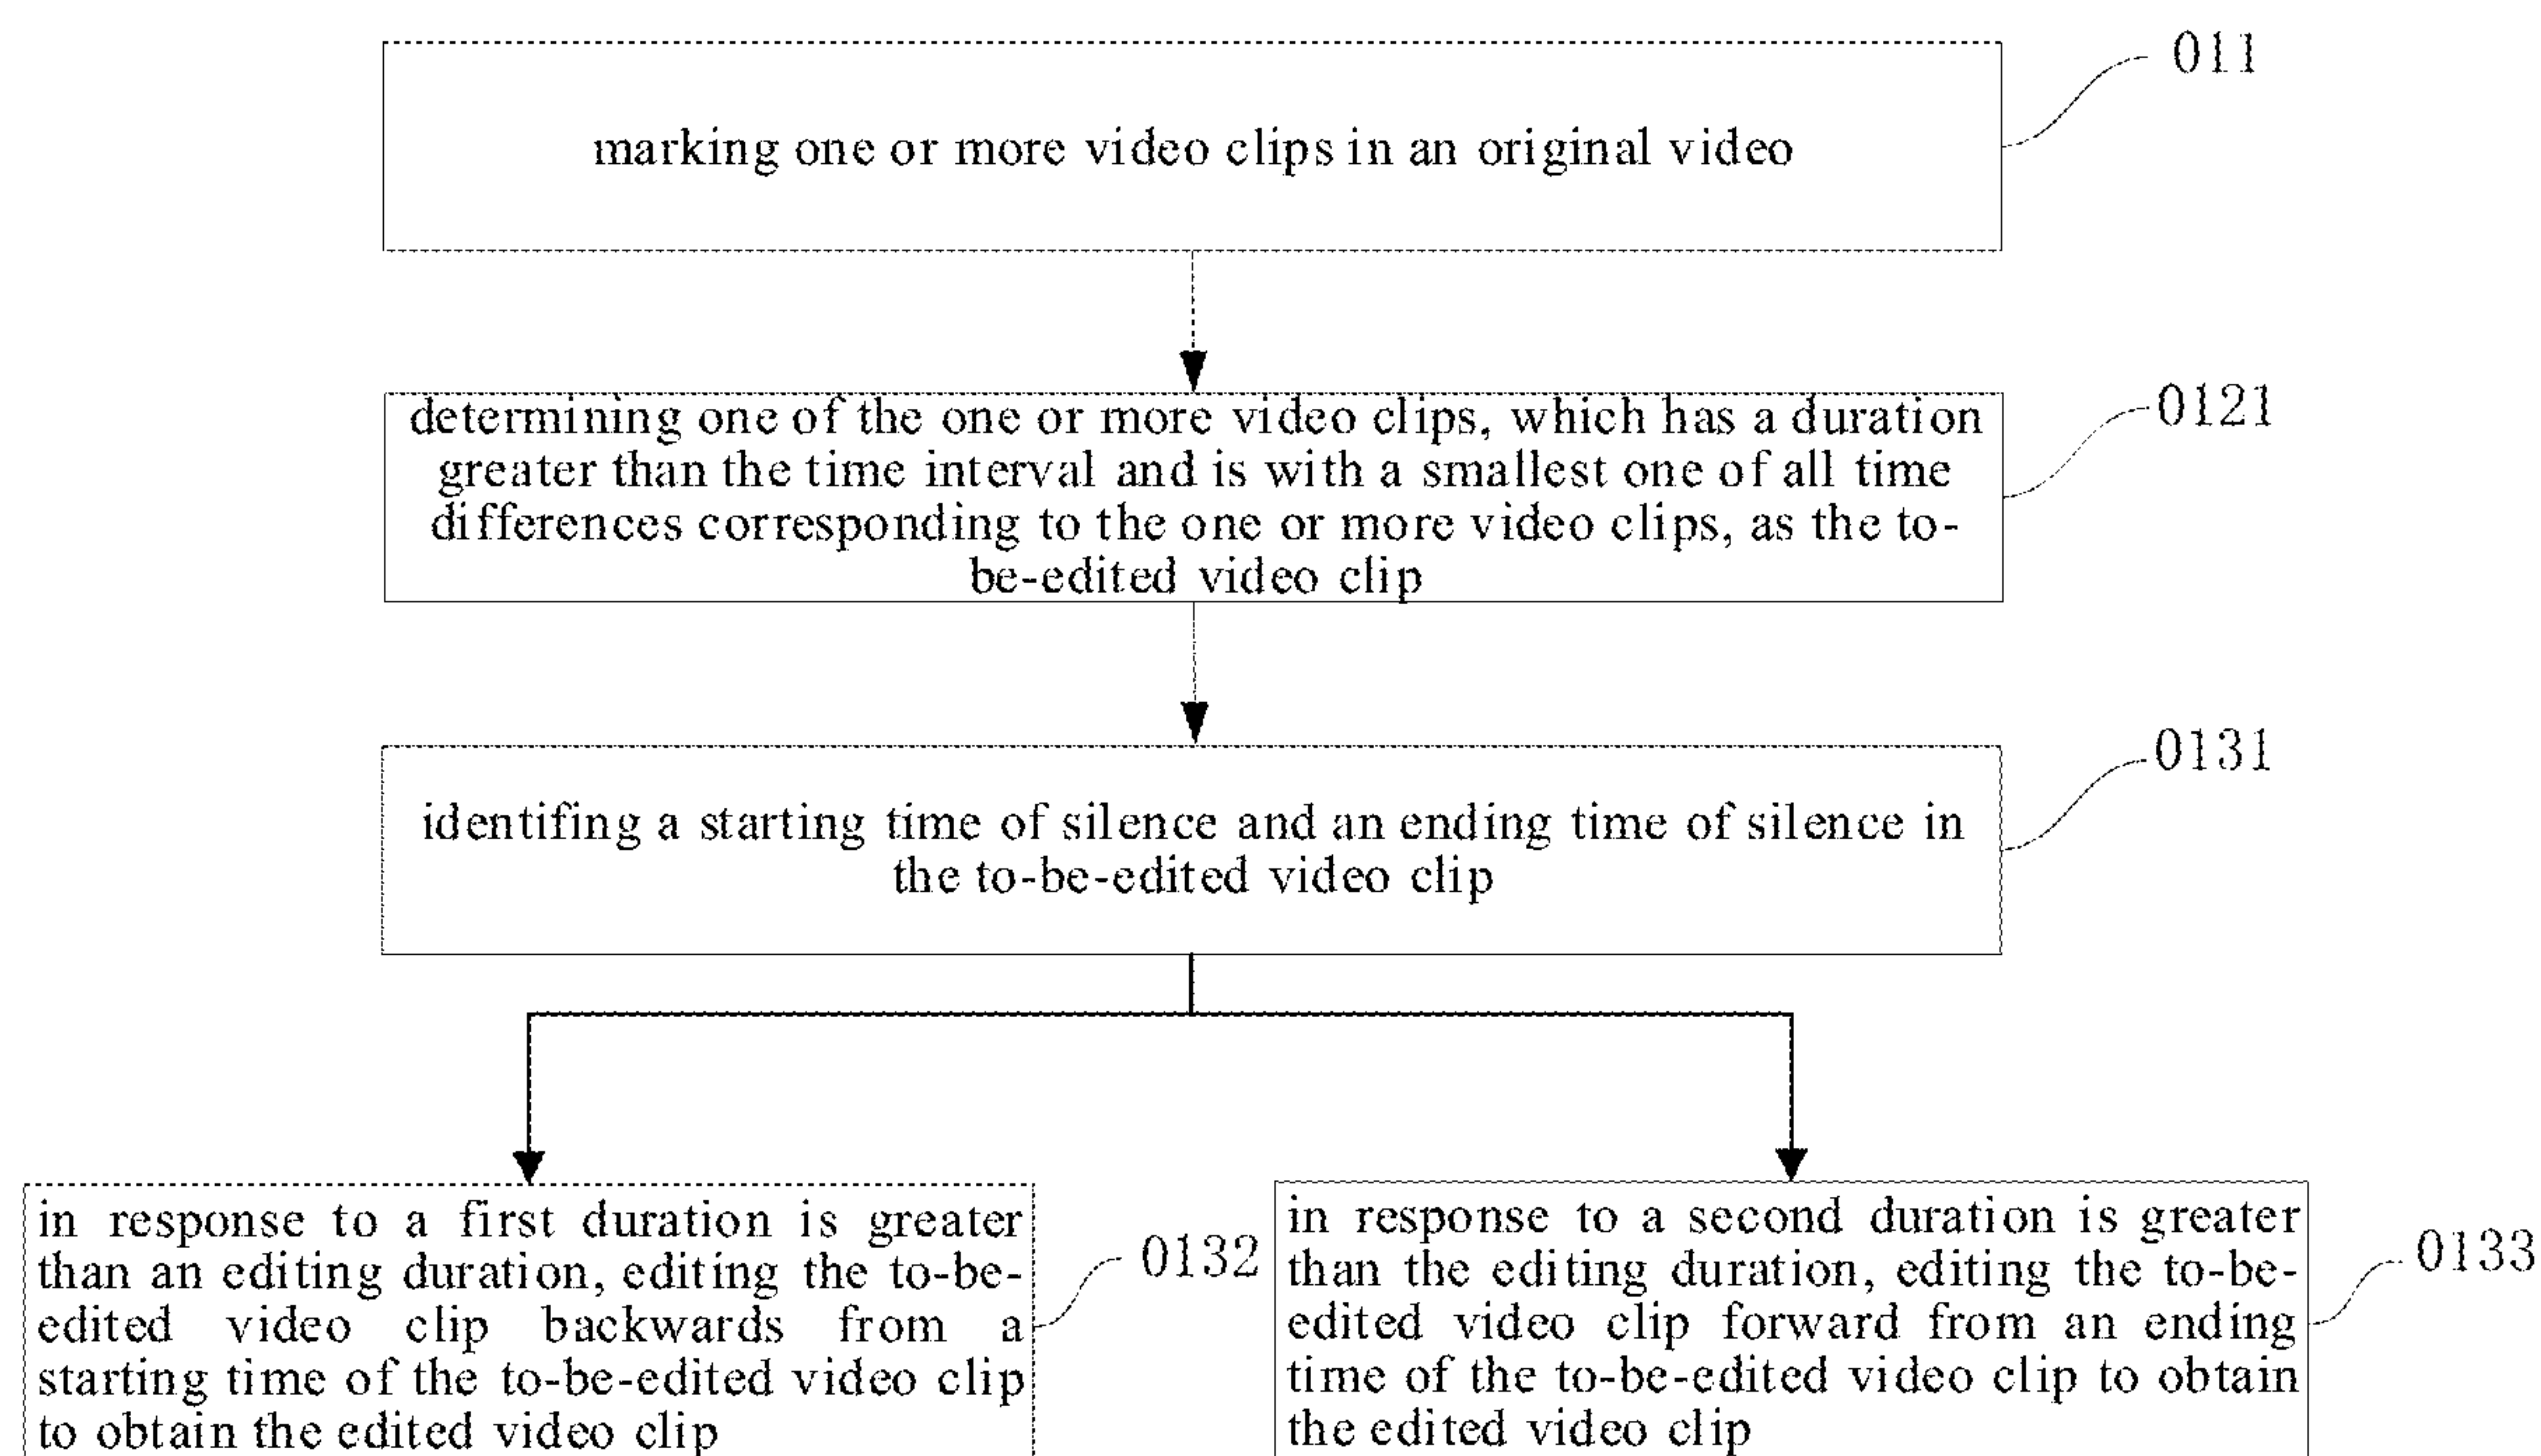 011
marking one or more video clips in an original video
0121
determining one of the one or more video clips, which has a duration
greater than the time interval and is with a smallest one of all time
differences corresponding to the one or more video clips, as the to-
be-edited video clip
0131
identifing a starting time of silence and an ending time of silence in
the to-be-edited video clip
in response to a first duration is greater
than an editing duration, editing the to-be-
edited video clip backwards from a
starting time of the to-be-edited video clip
to obtain the edited video clip
0132
in response to a second duration is greater
than the editing duration, editing the to-be-
edited video clip forward from an ending
time of the to-be-edited video clip to obtain
the edited video clip
0133